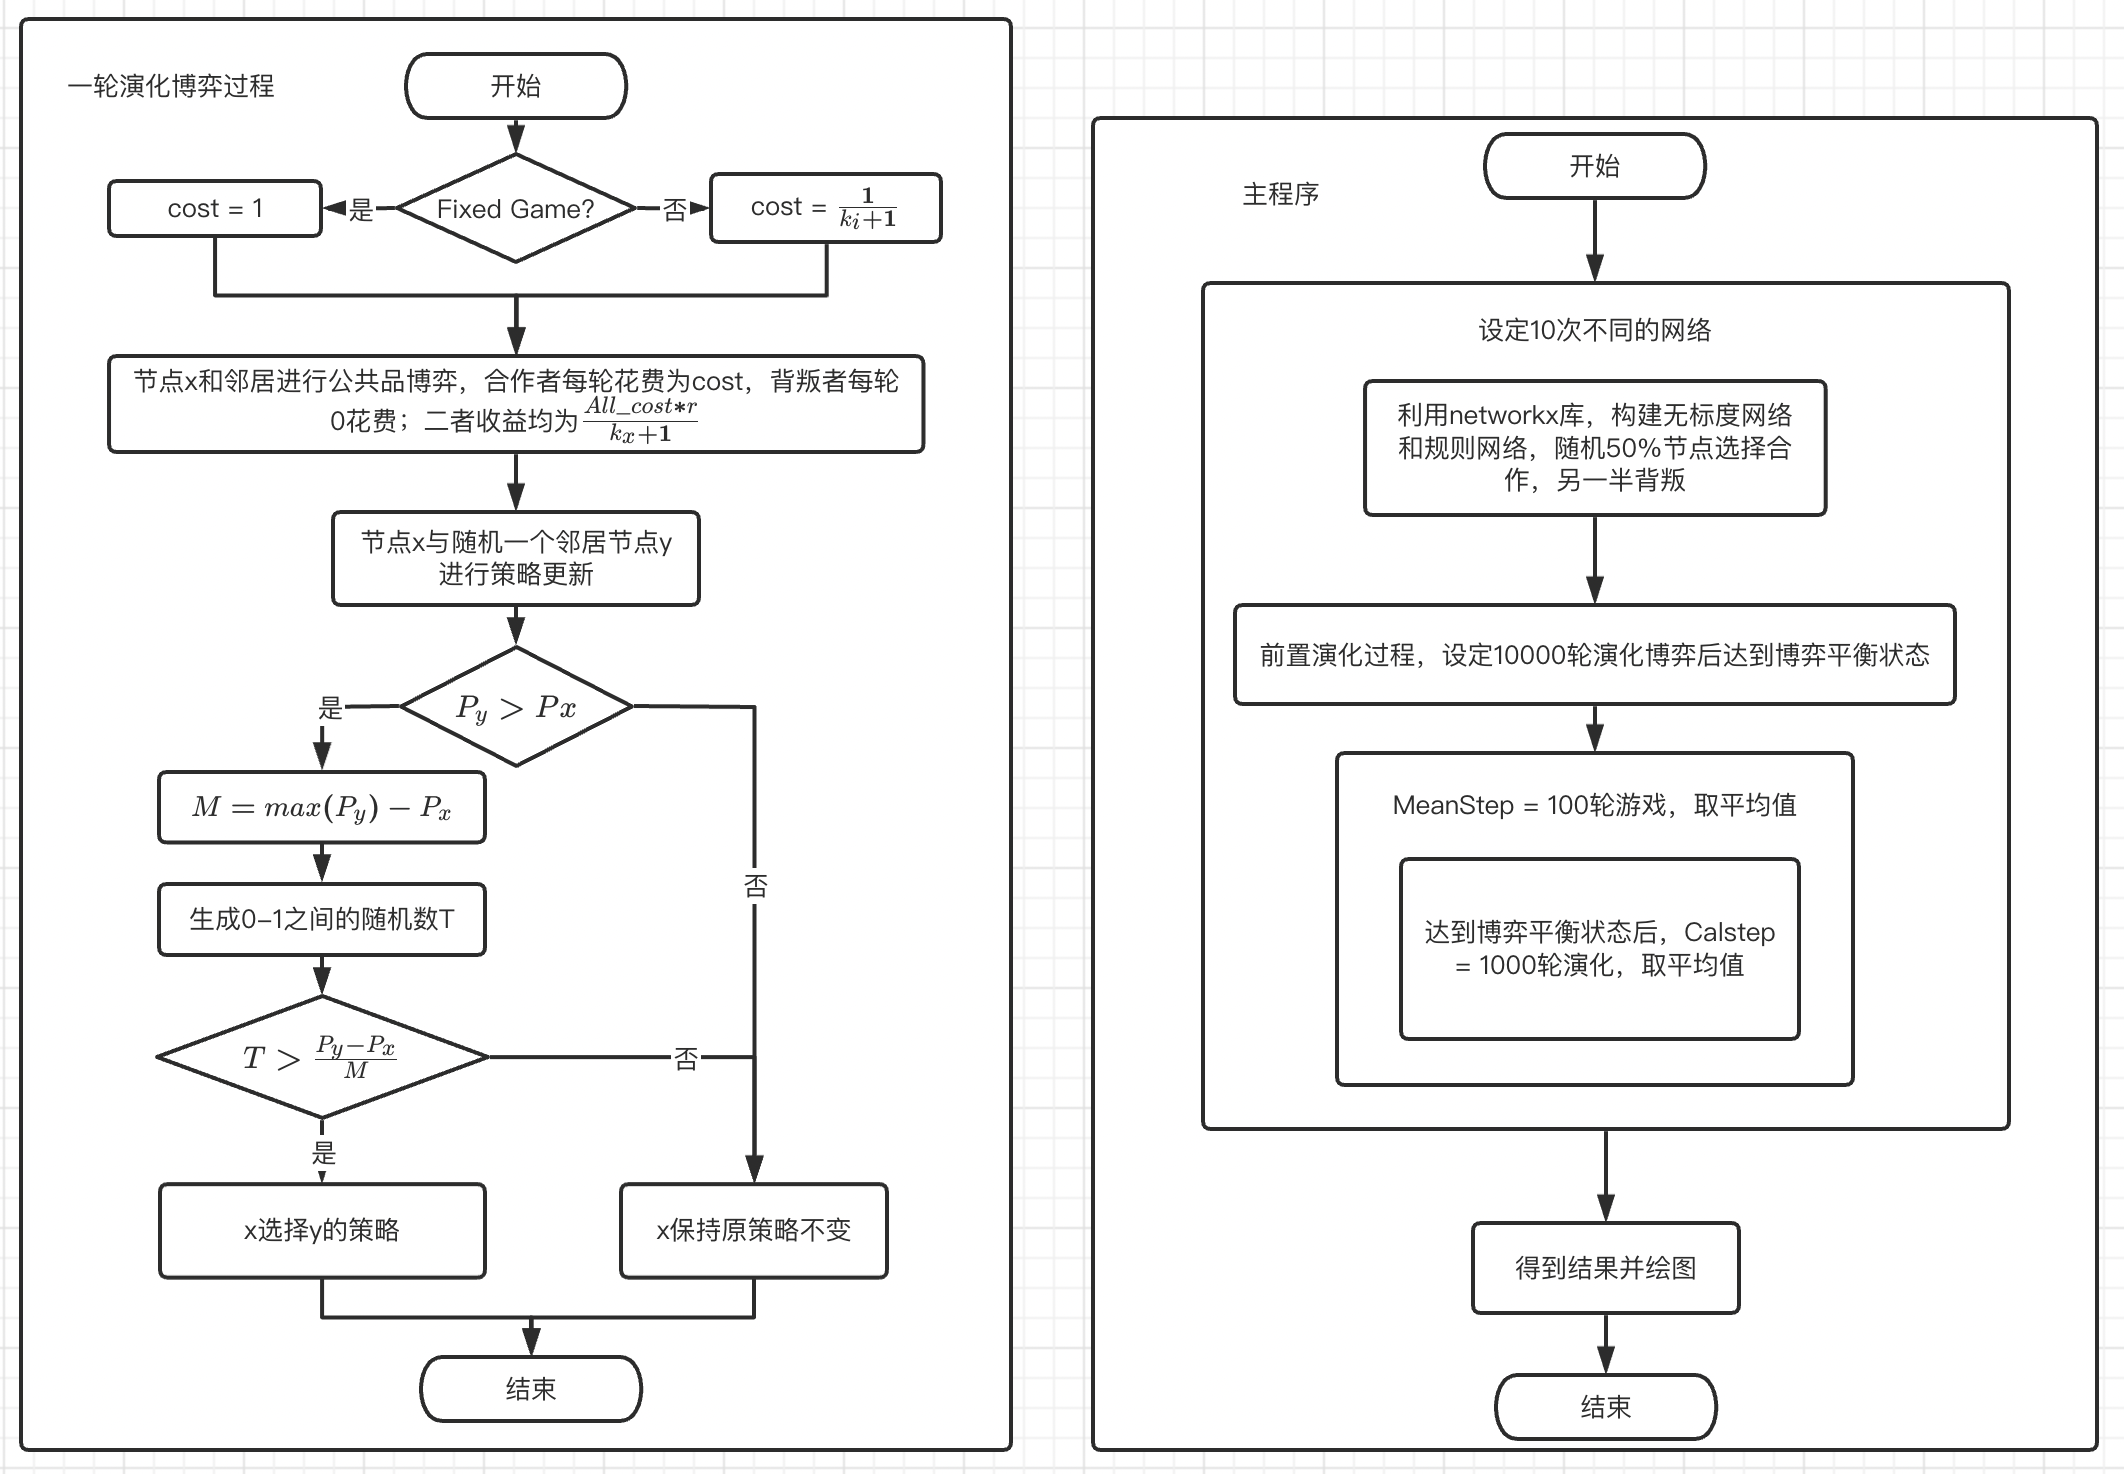 一轮演化博弈过程
开始
Fixed Game?
是
否
cost = 1
cost = \frac{1}{k_i+1}
节点x和邻居进行公共品博弈，合作者每轮花费为cost，背叛者每轮
0花费；二者收益均为\frac{All\_cost*r}{k_x+1}
节点x与随机一个邻居节点y
进行策略更新
P_y > Px
是
否
M = max(P_y) − P_x
生成0–1之间的随机数T
T > \frac{P_y−P_x}{M}
否
是
x选择y的策略
x保持原策略不变
结束
主程序
开始
设定10次不同的网络
利用networkx库，构建无标度网络
和规则网络，随机50%节点选择合
作，另一半背叛
前置演化过程，设定10000轮演化博弈后达到博弈平衡状态
MeanStep = 100轮游戏，取平均值
达到博弈平衡状态后，Calstep
= 1000轮演化，取平均值
得到结果并绘图
结束